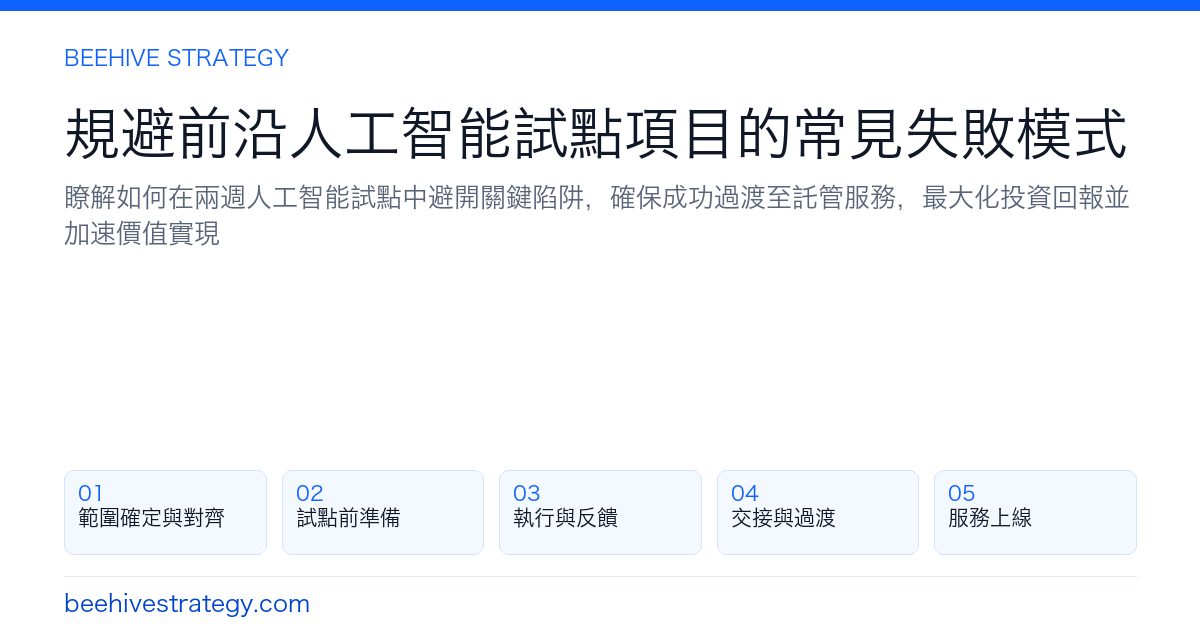 BEEHIVE STRATEGY
規避前沿人工智能試點項目的常見失敗模式
瞭解如何在兩週人工智能試點中避開關鍵陷阱，確保成功過渡至託管服務，最大化投資回報並
加速價值實現
01
範圍確定與對齊
02
試點前準備
03
執行與反饋
04
交接與過渡
05
服務上線
beehivestrategy.com